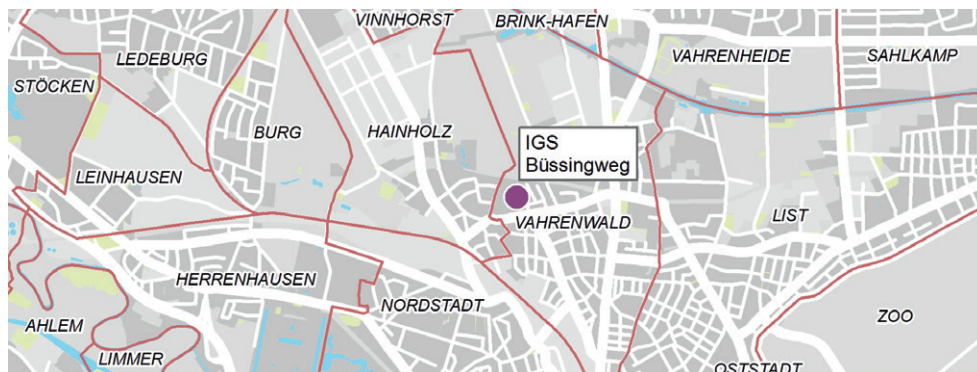 VINNHORST
BRINK-HAFEN
LEDEBURG
VAHRENHEIDE
SAHLKAMP
STÖCKEN
BURG
HAINHOLZ
IGS
Büssingweg
LEINHAUSEN
VAHRENWALD
LIST
HERRENHAUSEN
NORDSTADT
ZOO
AHLEM
LIMMER
OSTSTADT